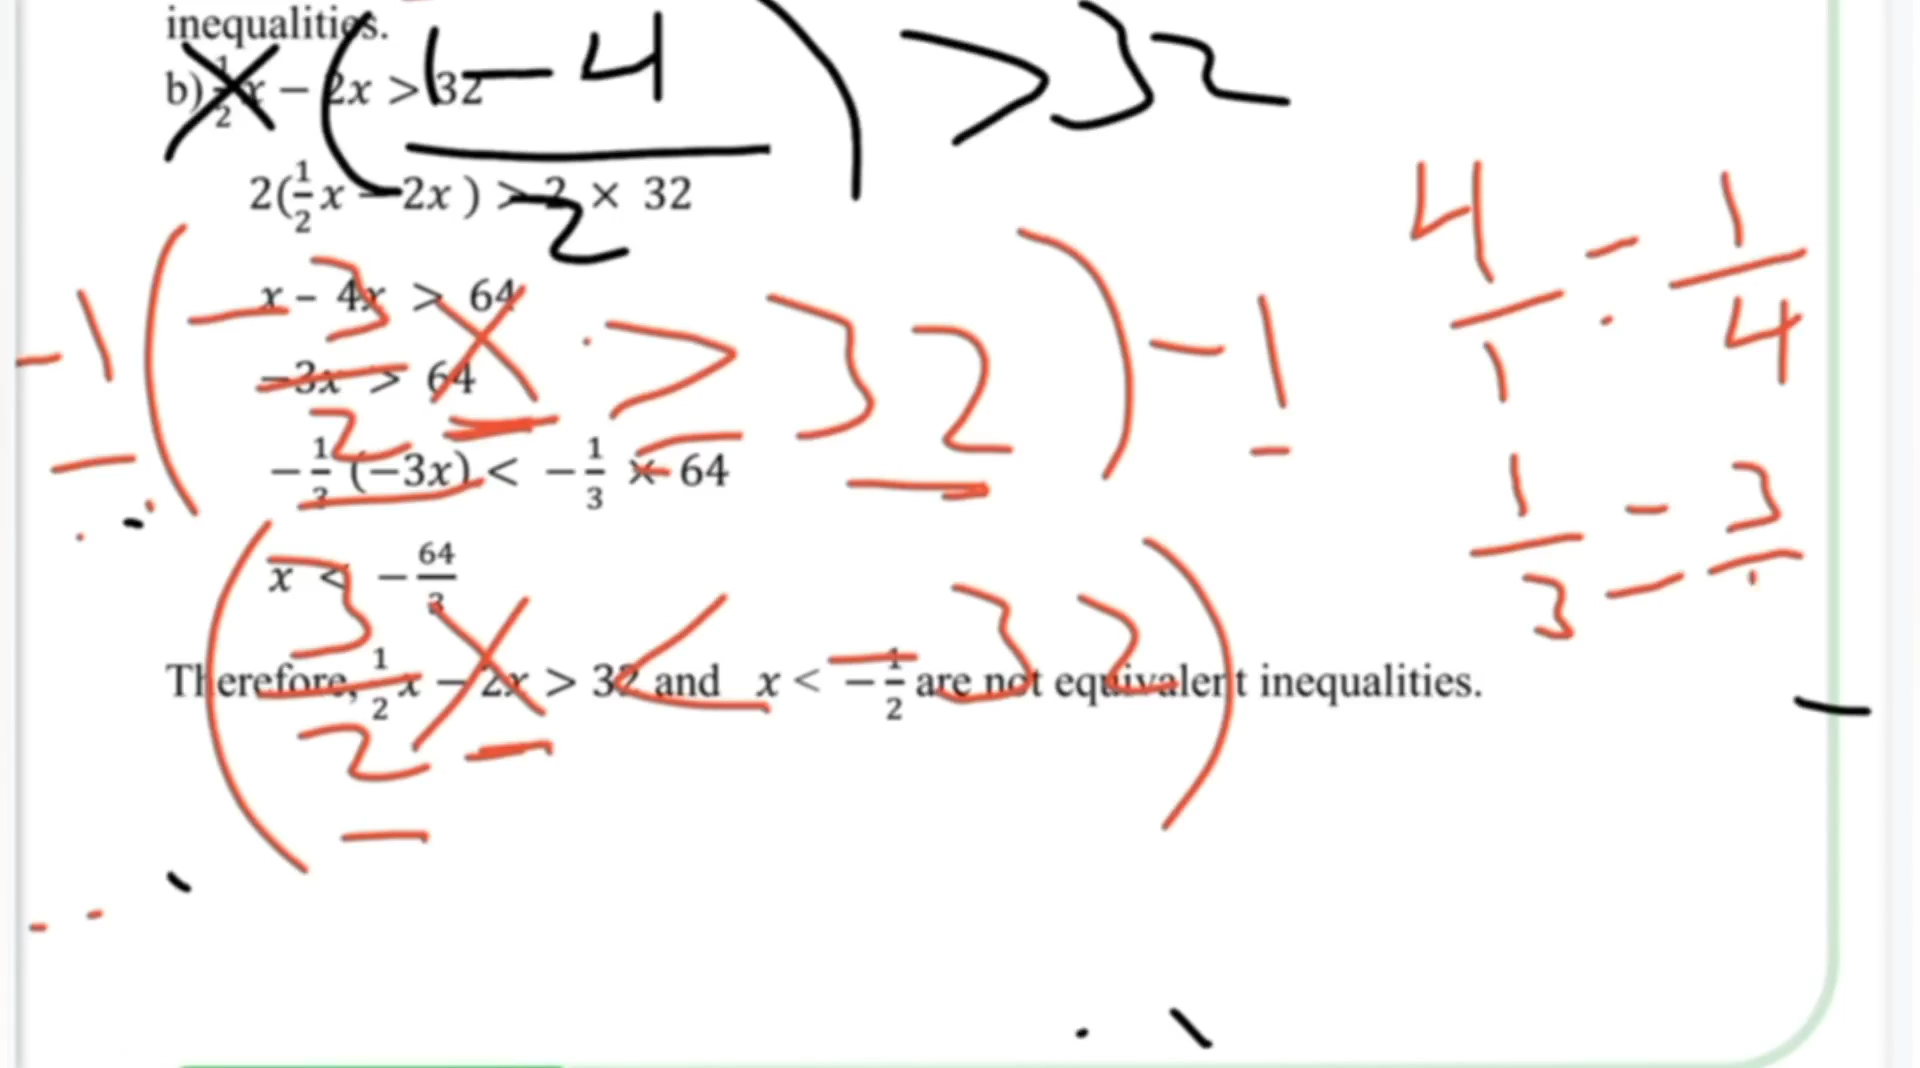 inequalities.
b) 1/2 x − 2x > 32
x ( 1 − 4 / 2 ) > 32
2(1/2 x − 2x ) > 2 × 32
x − 4x > 64
−3x > 64
−1/3 (−3x) < −1/3 × 64
x < −64/3
Therefore, 1/2 x − 2x > 32 and x < −1/2 are not equivalent inequalities.
−1 ( −3/2 x > 32 ) −1
( 3/2 x < −32 )
4/1 1/4
1/3 3